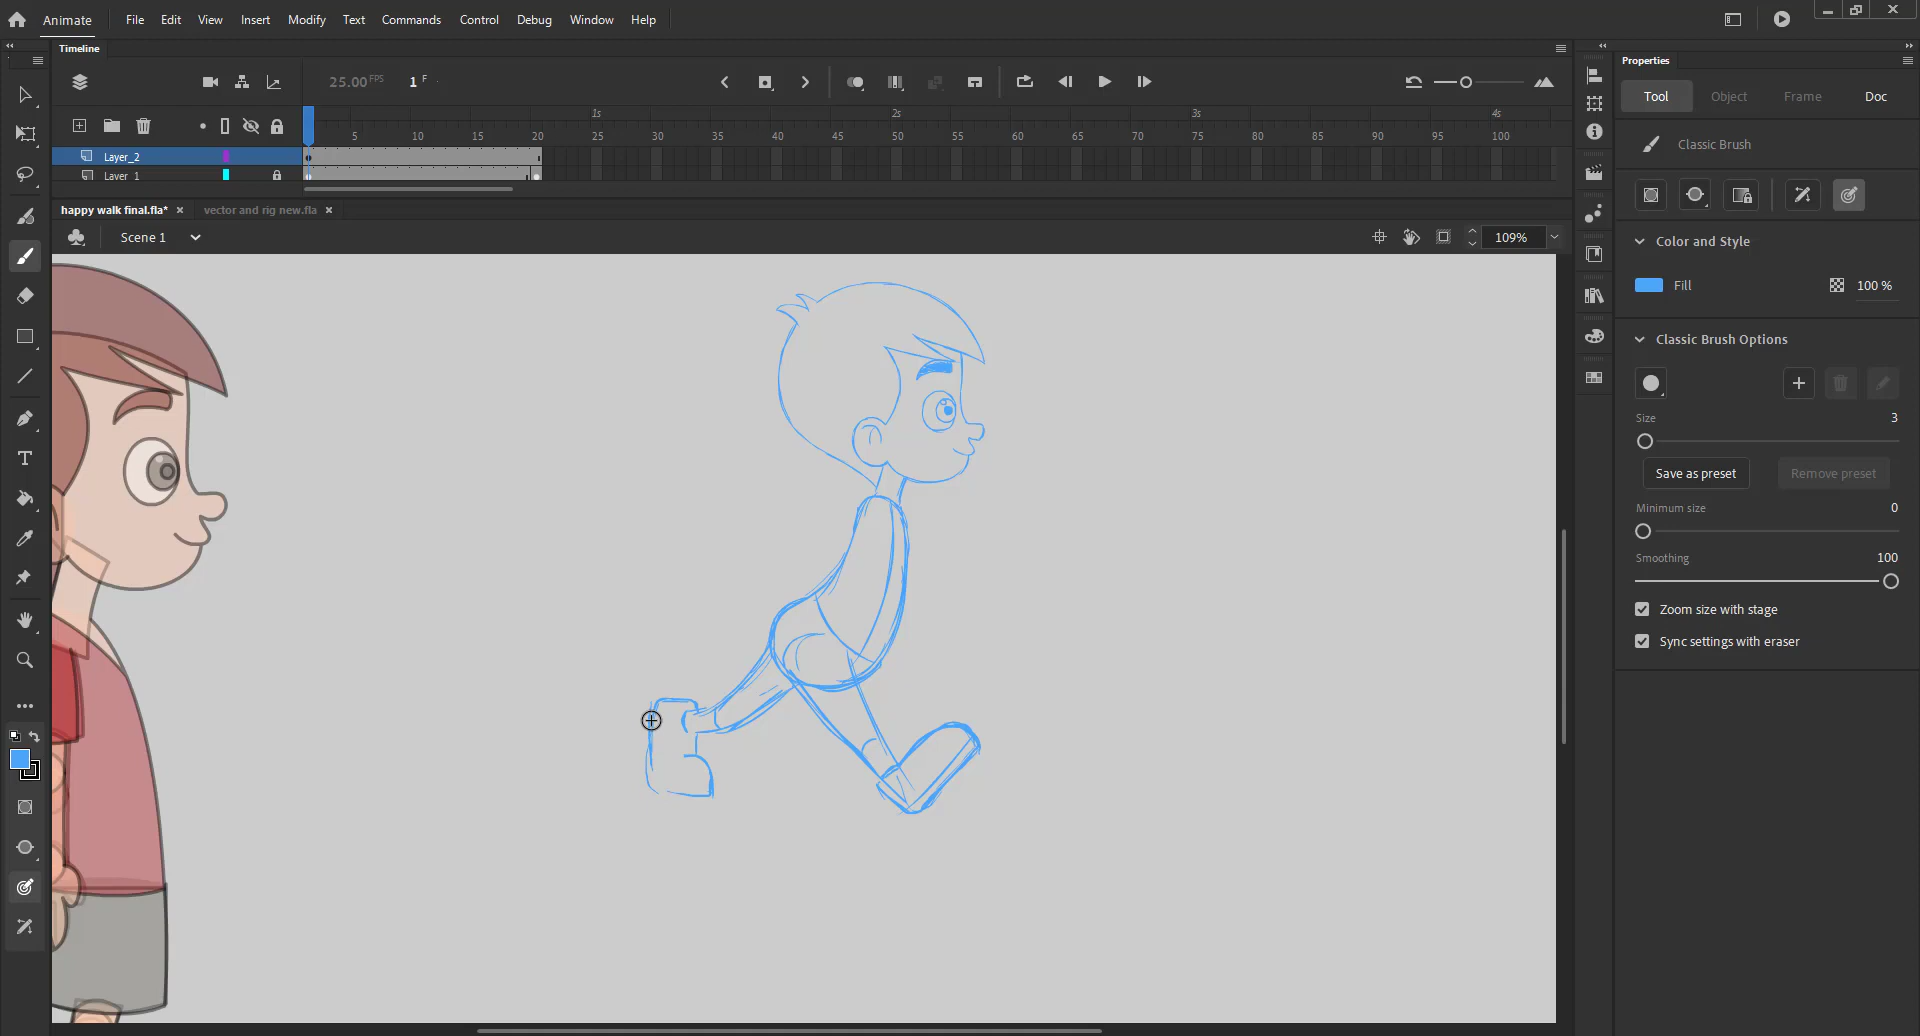 Animate File Edit View Insert Modify Text Commands Control Debug Window Help
Timeline
25.00 FPS 1 F
1s 2s 3s 4s
5 10 15 20 25 30 35 40 45 50 55 60 65 70 75 80 85 90 95 100
Layer_2
Layer_1
happy walk final.fla* × vector and rig new.fla ×
Scene 1
109%
Properties
Tool Object Frame Doc
Classic Brush
Color and Style
Fill 100 %
Classic Brush Options
Size 3
Save as preset Remove preset
Minimum size 0
Smoothing 100
Zoom size with stage
Sync settings with eraser